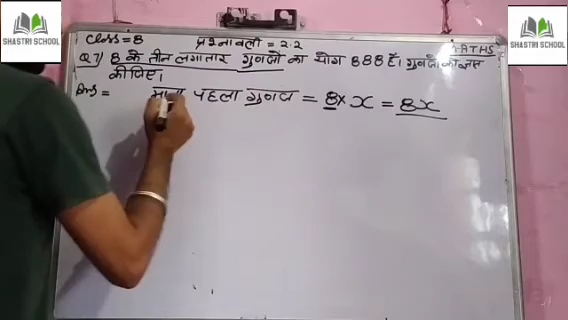 SHASTRI SCHOOL
SHASTRI SCHOOL
Class = 8 प्रश्नावली = 2.2 MATHS
Q7) 8 के तीन लगातार गुणजों का योग 888 है। गुणजों को ज्ञात
कीजिए।
Ans = माना पहला गुणज = 8 × x = 8x